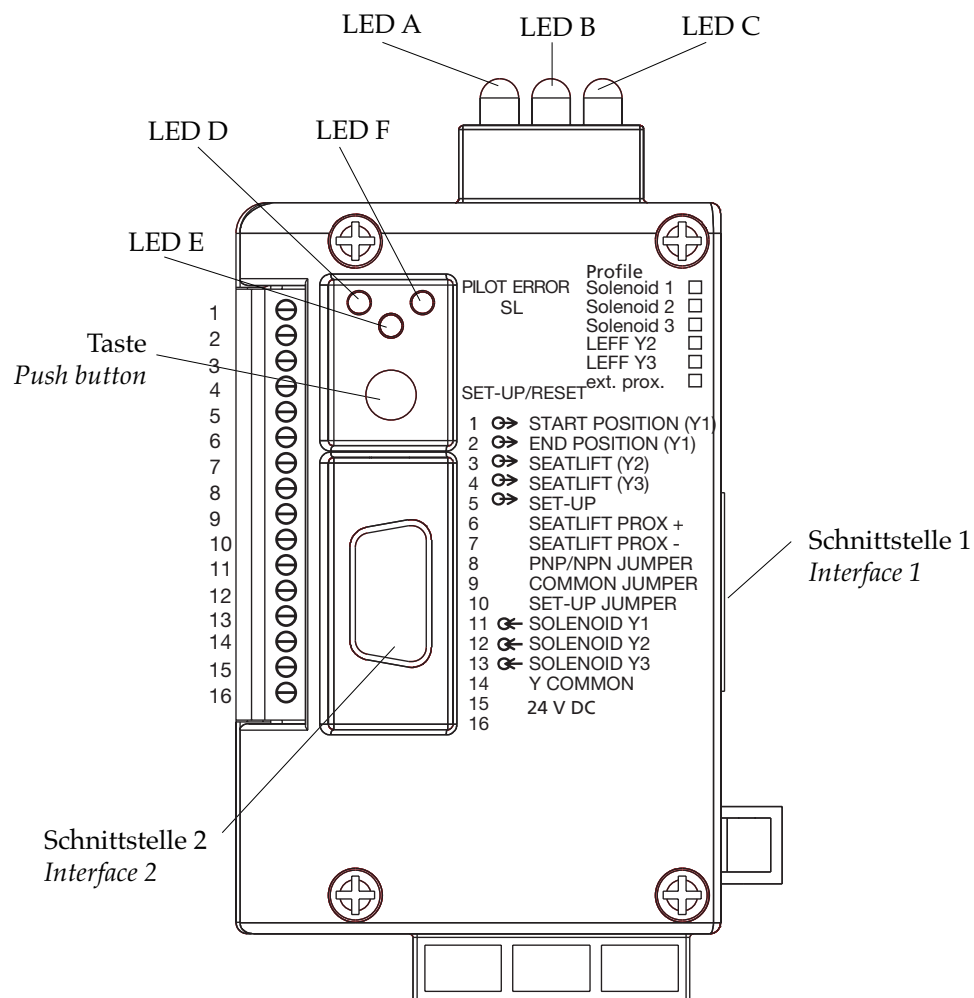 LED A
LED B
LED C
LED D
LED F
LED E
Taste
Push button
1
2
3
4
5
6
7
8
9
10
11
12
13
14
15
16
PILOT ERROR
SL
Profile
Solenoid 1
Solenoid 2
Solenoid 3
LEFF Y2
LEFF Y3
ext. prox.
SET-UP/RESET
1 START POSITION (Y1)
2 END POSITION (Y1)
3 SEATLIFT (Y2)
4 SEATLIFT (Y3)
5 SET-UP
6 SEATLIFT PROX +
7 SEATLIFT PROX -
8 PNP/NPN JUMPER
9 COMMON JUMPER
10 SET-UP JUMPER
11 SOLENOID Y1
12 SOLENOID Y2
13 SOLENOID Y3
14 Y COMMON
15 24 V DC
16
Schnittstelle 1
Interface 1
Schnittstelle 2
Interface 2